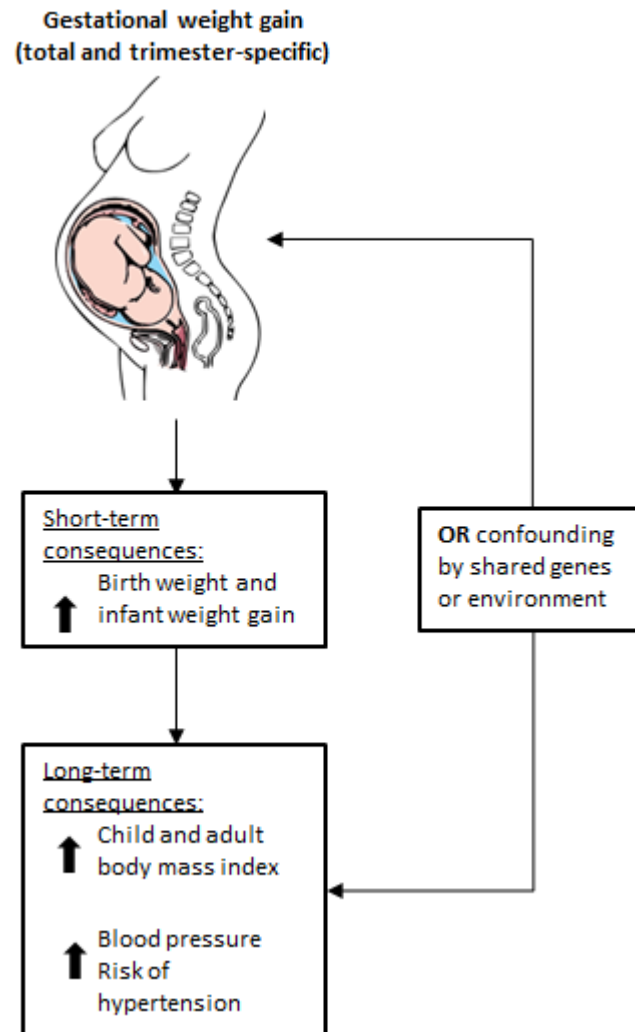 Gestational weight gain
(total and trimester-specific)
Short-term
consequences:
Birth weight and
infant weight gain
OR confounding
by shared genes
or environment
Long-term
consequences:
Child and adult
body mass index
Blood pressure
Risk of
hypertension